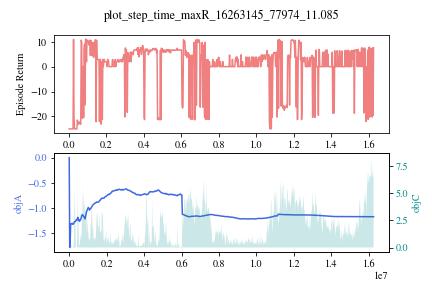 plot_step_time_maxR_16263145_77974_11.085
Episode Return
10
0
−10
−20
0.0 0.2 0.4 0.6 0.8 1.0 1.2 1.4 1.6
objA
0.0
−0.5
−1.0
−1.5
objC
7.5
5.0
2.5
0.0
0.0 0.2 0.4 0.6 0.8 1.0 1.2 1.4 1.6
1e7